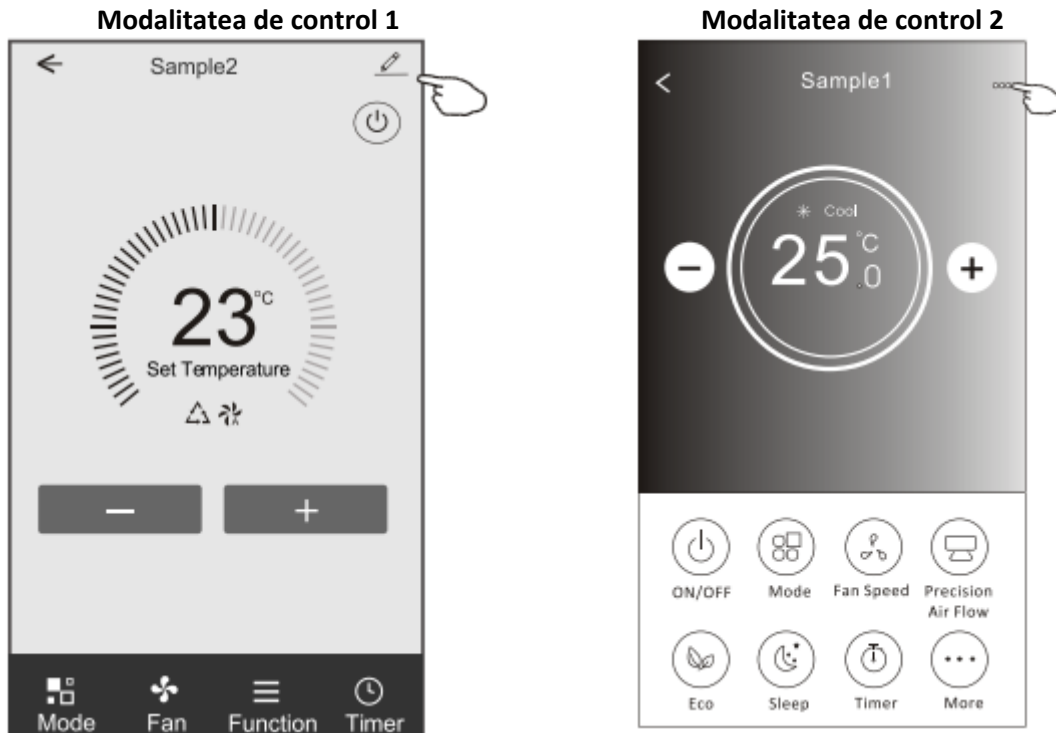 Modalitatea de control 1
Sample2
23°C
Set Temperature
Mode Fan Function Timer
Modalitatea de control 2
Sample1
Cool
25.0°C
ON/OFF Mode Fan Speed Precision
Air Flow
Eco Sleep Timer More